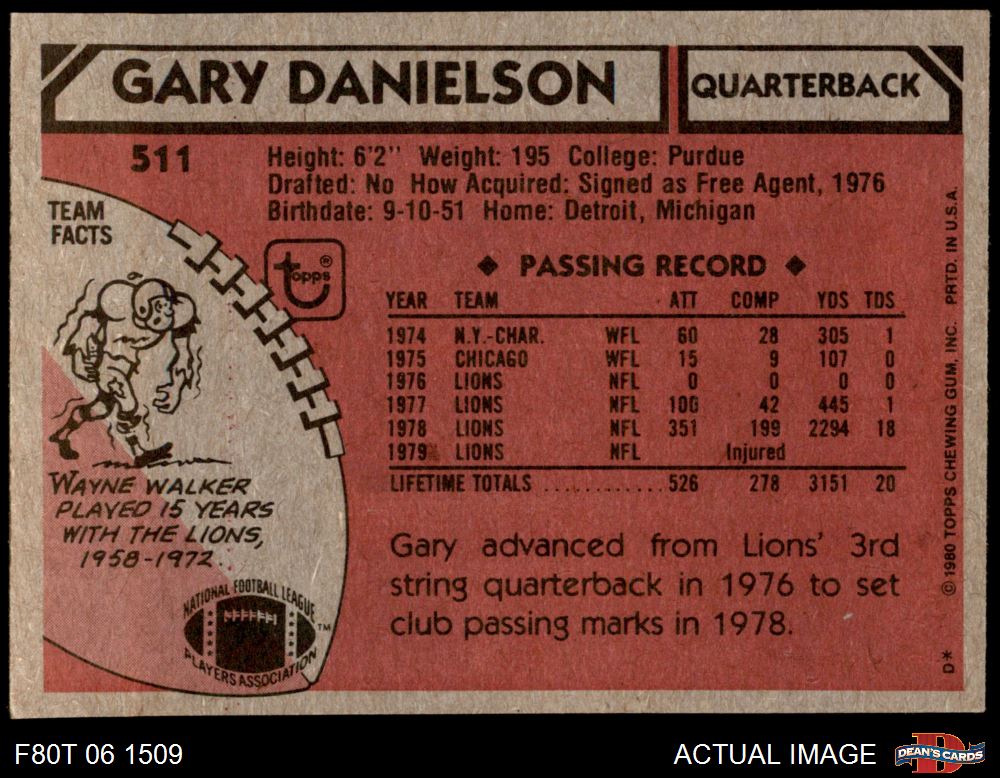 GARY DANIELSON
QUARTERBACK
511
Height: 6'2'' Weight: 195 College: Purdue
Drafted: No How Acquired: Signed as Free Agent, 1976
Birthdate: 9-10-51 Home: Detroit, Michigan
TEAM
FACTS
topps®
WAYNE WALKER
PLAYED 15 YEARS
WITH THE LIONS,
1958-1972.
NATIONAL FOOTBALL LEAGUE
PLAYERS ASSOCIATION
TM
◆ PASSING RECORD ◆
YEAR TEAM ATT COMP YDS TDS
1974 N.Y.-CHAR. WFL 60 28 305 1
1975 CHICAGO WFL 15 9 107 0
1976 LIONS NFL 0 0 0 0
1977 LIONS NFL 100 42 445 1
1978 LIONS NFL 351 199 2294 18
1979 LIONS NFL Injured
LIFETIME TOTALS ............ 526 278 3151 20
Gary advanced from Lions' 3rd
string quarterback in 1976 to set
club passing marks in 1978.
© 1980 TOPPS CHEWING GUM, INC. PRTD. IN U.S.A.
D*
F80T 06 1509
ACTUAL IMAGE
D
DEAN'S CARDS